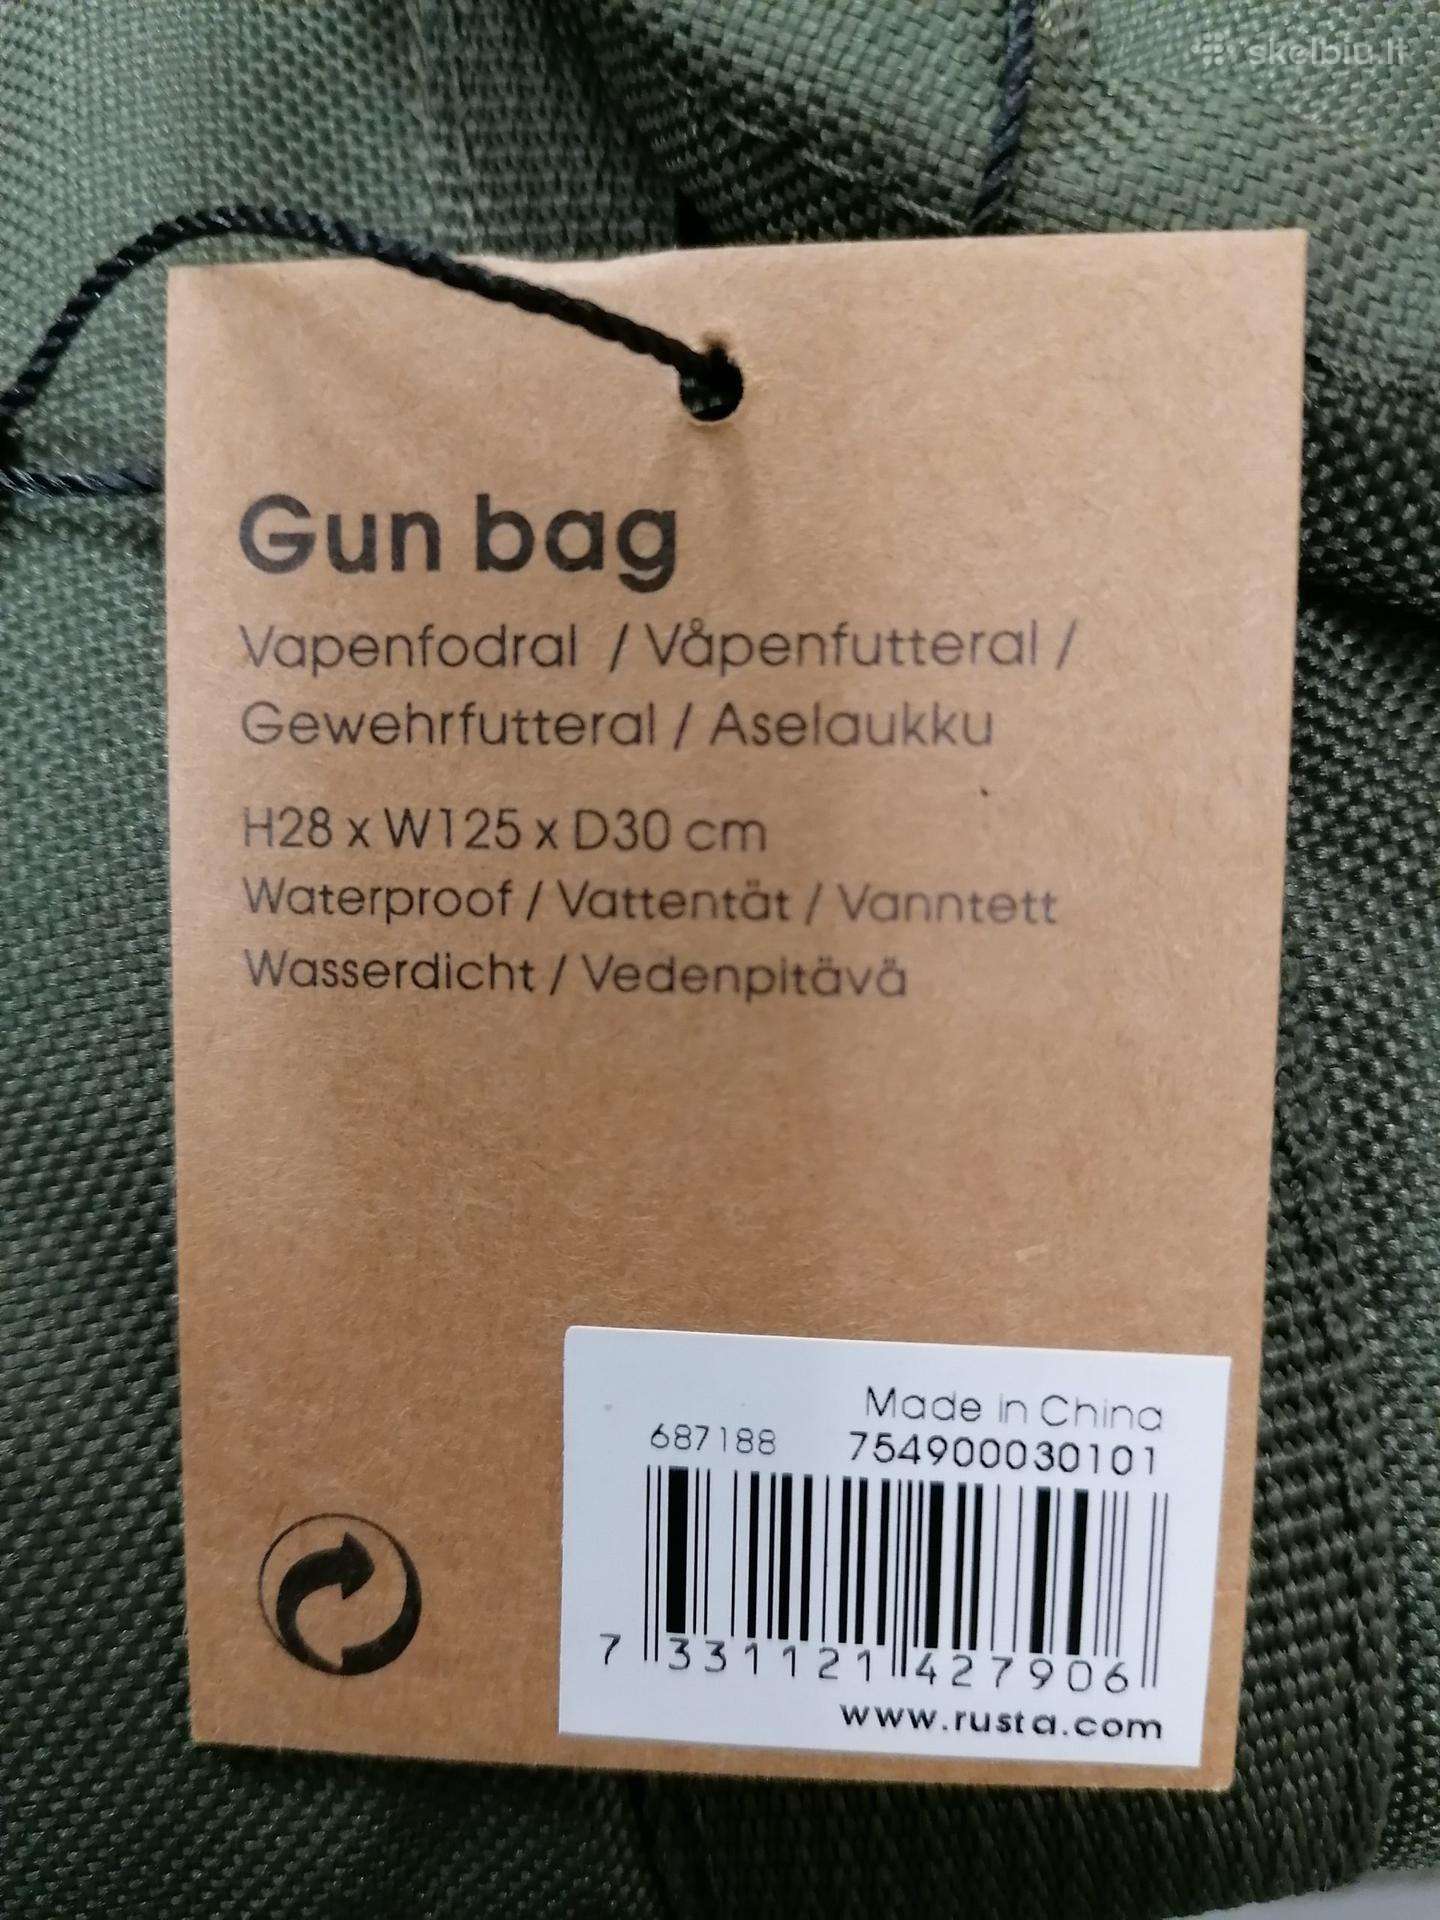 skelbiu.lt
Gun bag
Vapenfodral / Våpenfutteral /
Gewehrfutteral / Aselaukku
H28 x W125 x D30 cm
Waterproof / Vattentät / Vanntett
Wasserdicht / Vedenpitävä
Made in China
687188 754900030101
7 331121 427906
www.rusta.com